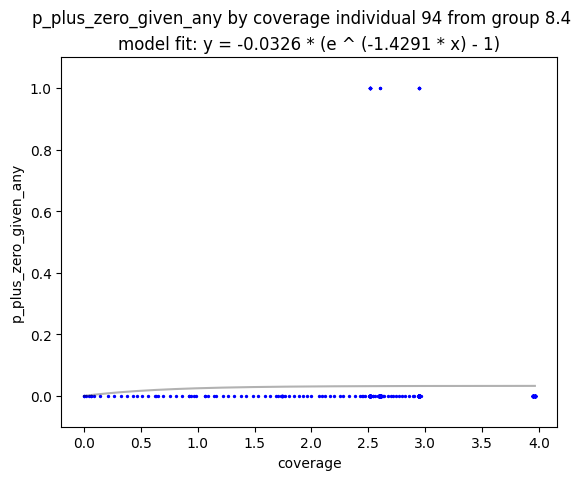 p_plus_zero_given_any by coverage individual 94 from group 8.4
model fit: y = -0.0326 * (e ^ (-1.4291 * x) - 1)
1.0
0.8
0.6
0.4
0.2
0.0
p_plus_zero_given_any
0.0 0.5 1.0 1.5 2.0 2.5 3.0 3.5 4.0
coverage